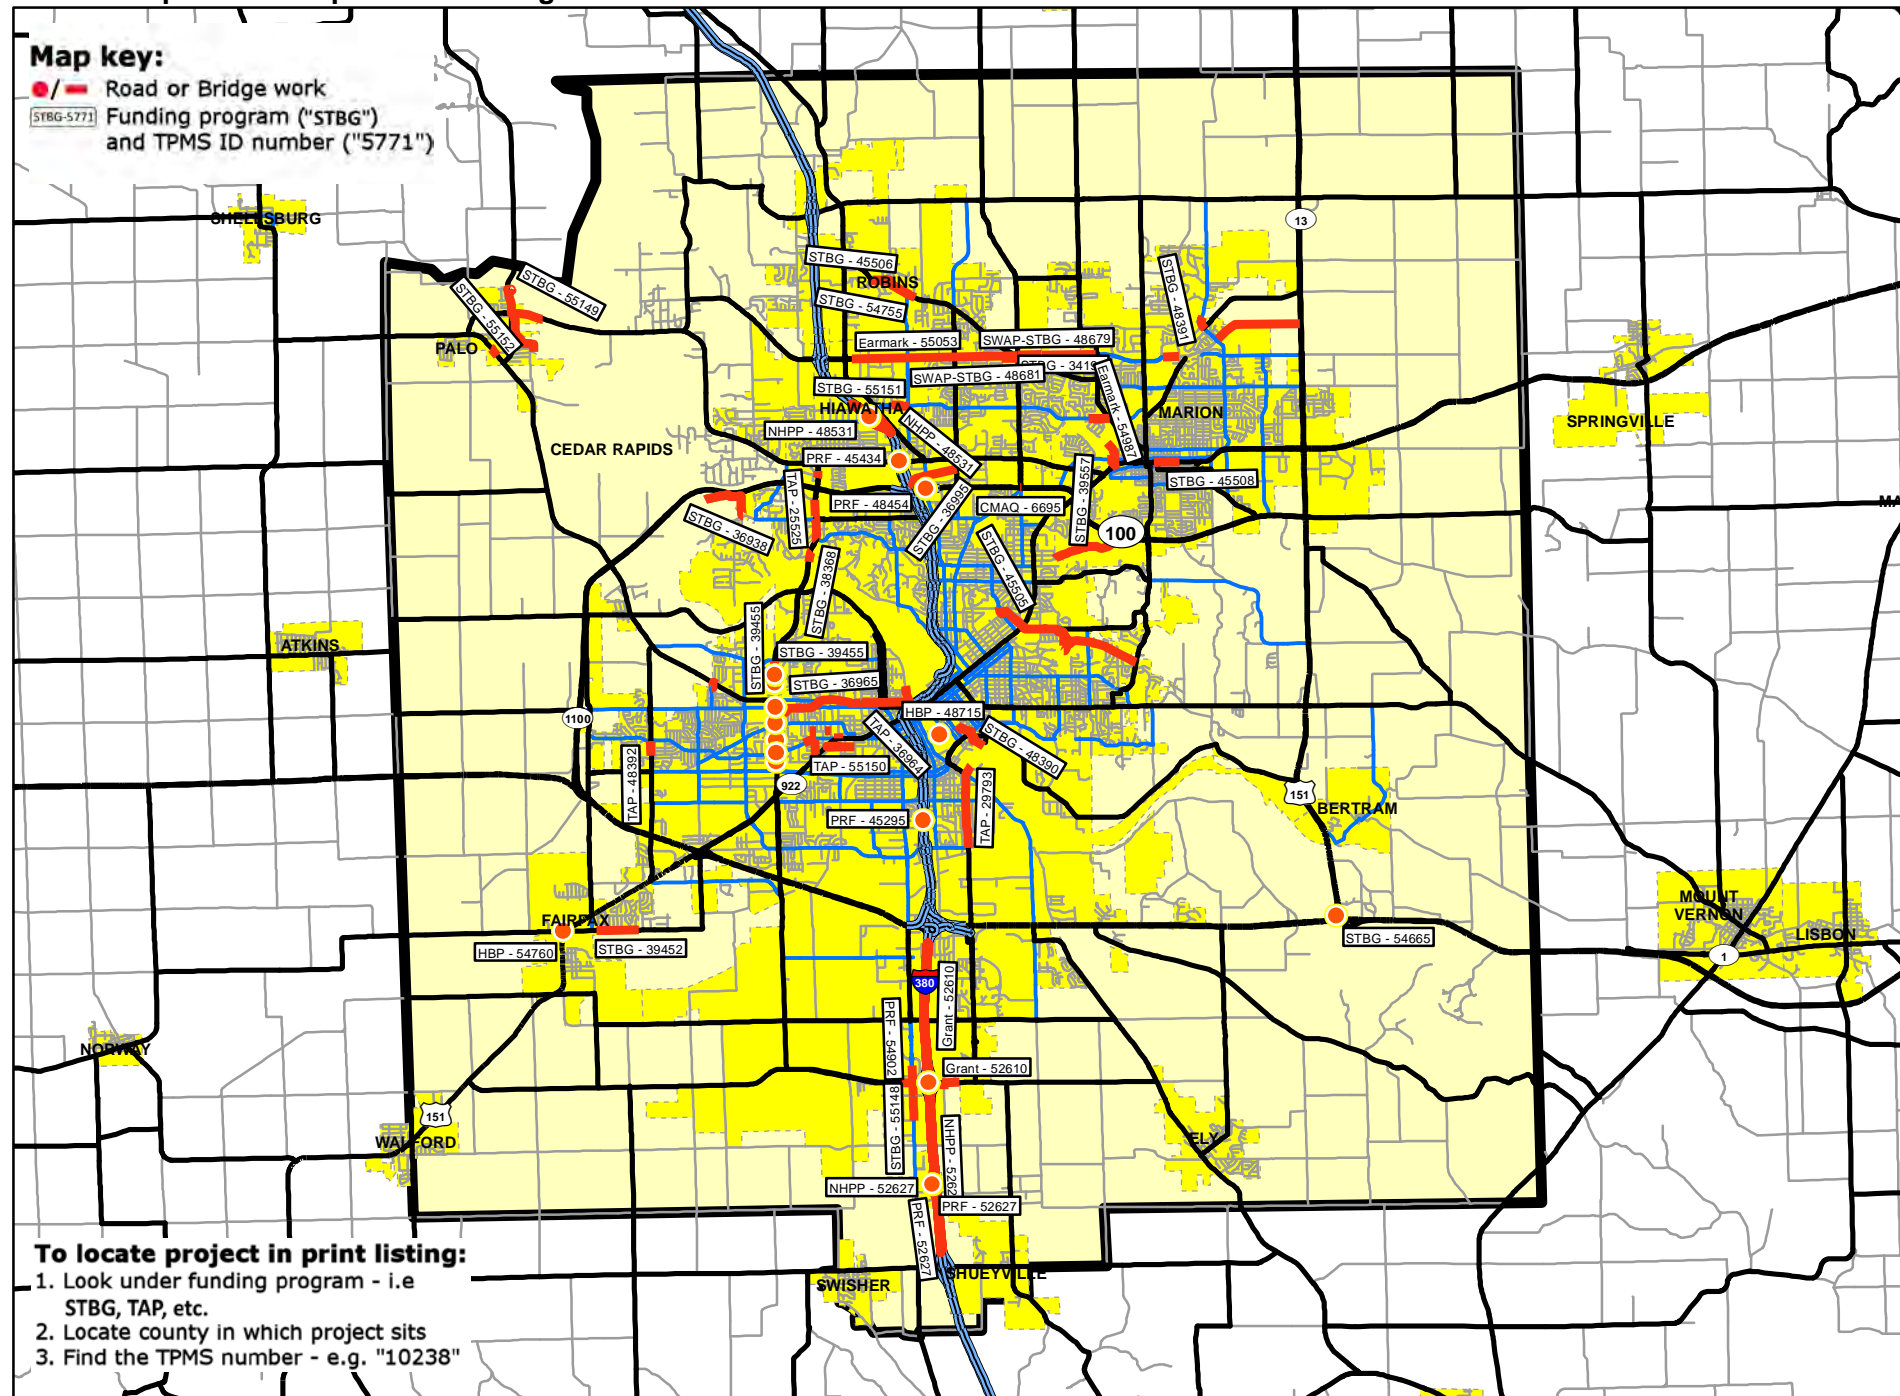 Map key:
Road or Bridge work
STBG-5771
Funding program ("STBG")
and TPMS ID number ("5771")
SHELLSBURG
13
STBG - 45506
ROBINS
STBG - 54755
STBG - 48391
STBG - 55149
STBG - 55152
PALO
Earmark - 55053
SWAP-STBG - 48679
SWAP-STBG - 48681
STBG - 55151
HIAWATHA
Earmark - 54987
MARION
SPRINGVILLE
NHPP - 48531
NHPP - 48531
CEDAR RAPIDS
PRF - 45434
STBG - 39557
STBG - 45508
TAP - 25525
PRF - 48454
STBG - 36995
CMAQ - 6695
STBG - 36938
100
STBG - 45505
STBG - 38368
ATKINS
STBG - 39455
STBG - 39455
STBG - 36965
1100
HBP - 48715
TAP - 36964
STBG - 48390
TAP - 48392
TAP - 55150
922
TAP - 29793
151
BERTRAM
PRF - 45295
MOUNT
VERNON
LISBON
1
FAIRFAX
HBP - 54760
STBG - 39452
STBG - 54665
380
Grant - 52610
PRF - 54902
NORWAY
Grant - 52610
STBG - 55148
151
WALFORD
ELY
NHPP - 52627
NHPP - 52627
PRF - 52627
PRF - 52627
SWISHER
SHUEYVILLE
To locate project in print listing:
1. Look under funding program - i.e
STBG, TAP, etc.
2. Locate county in which project sits
3. Find the TPMS number - e.g. "10238"